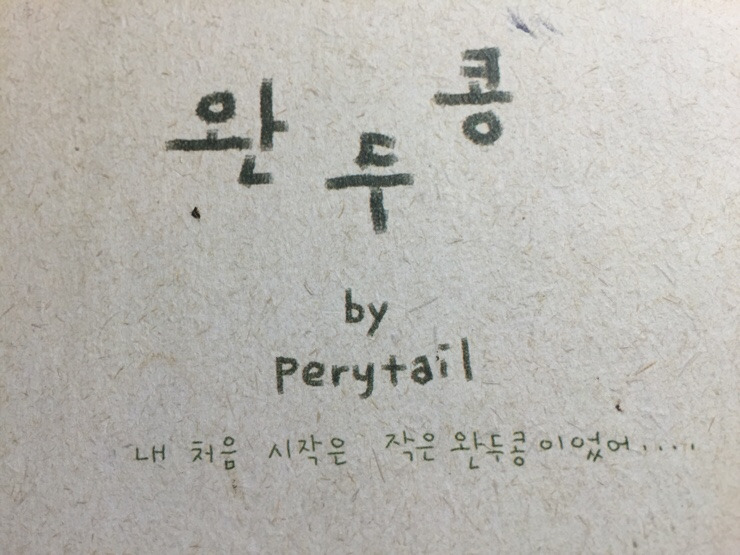 완두콩
by
perytail
내 처음 시작은 작은 완두콩이었어.....